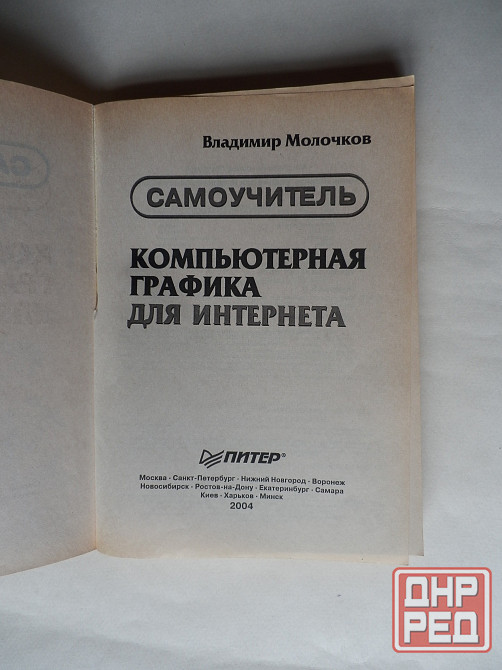 Владимир Молочков
САМОУЧИТЕЛЬ
КОМПЬЮТЕРНАЯ
ГРАФИКА
ДЛЯ ИНТЕРНЕТА
ПИТЕР®
Москва · Санкт-Петербург · Нижний Новгород · Воронеж
Новосибирск · Ростов-на-Дону · Екатеринбург · Самара
Киев · Харьков · Минск
2004
ДНР
РЕД